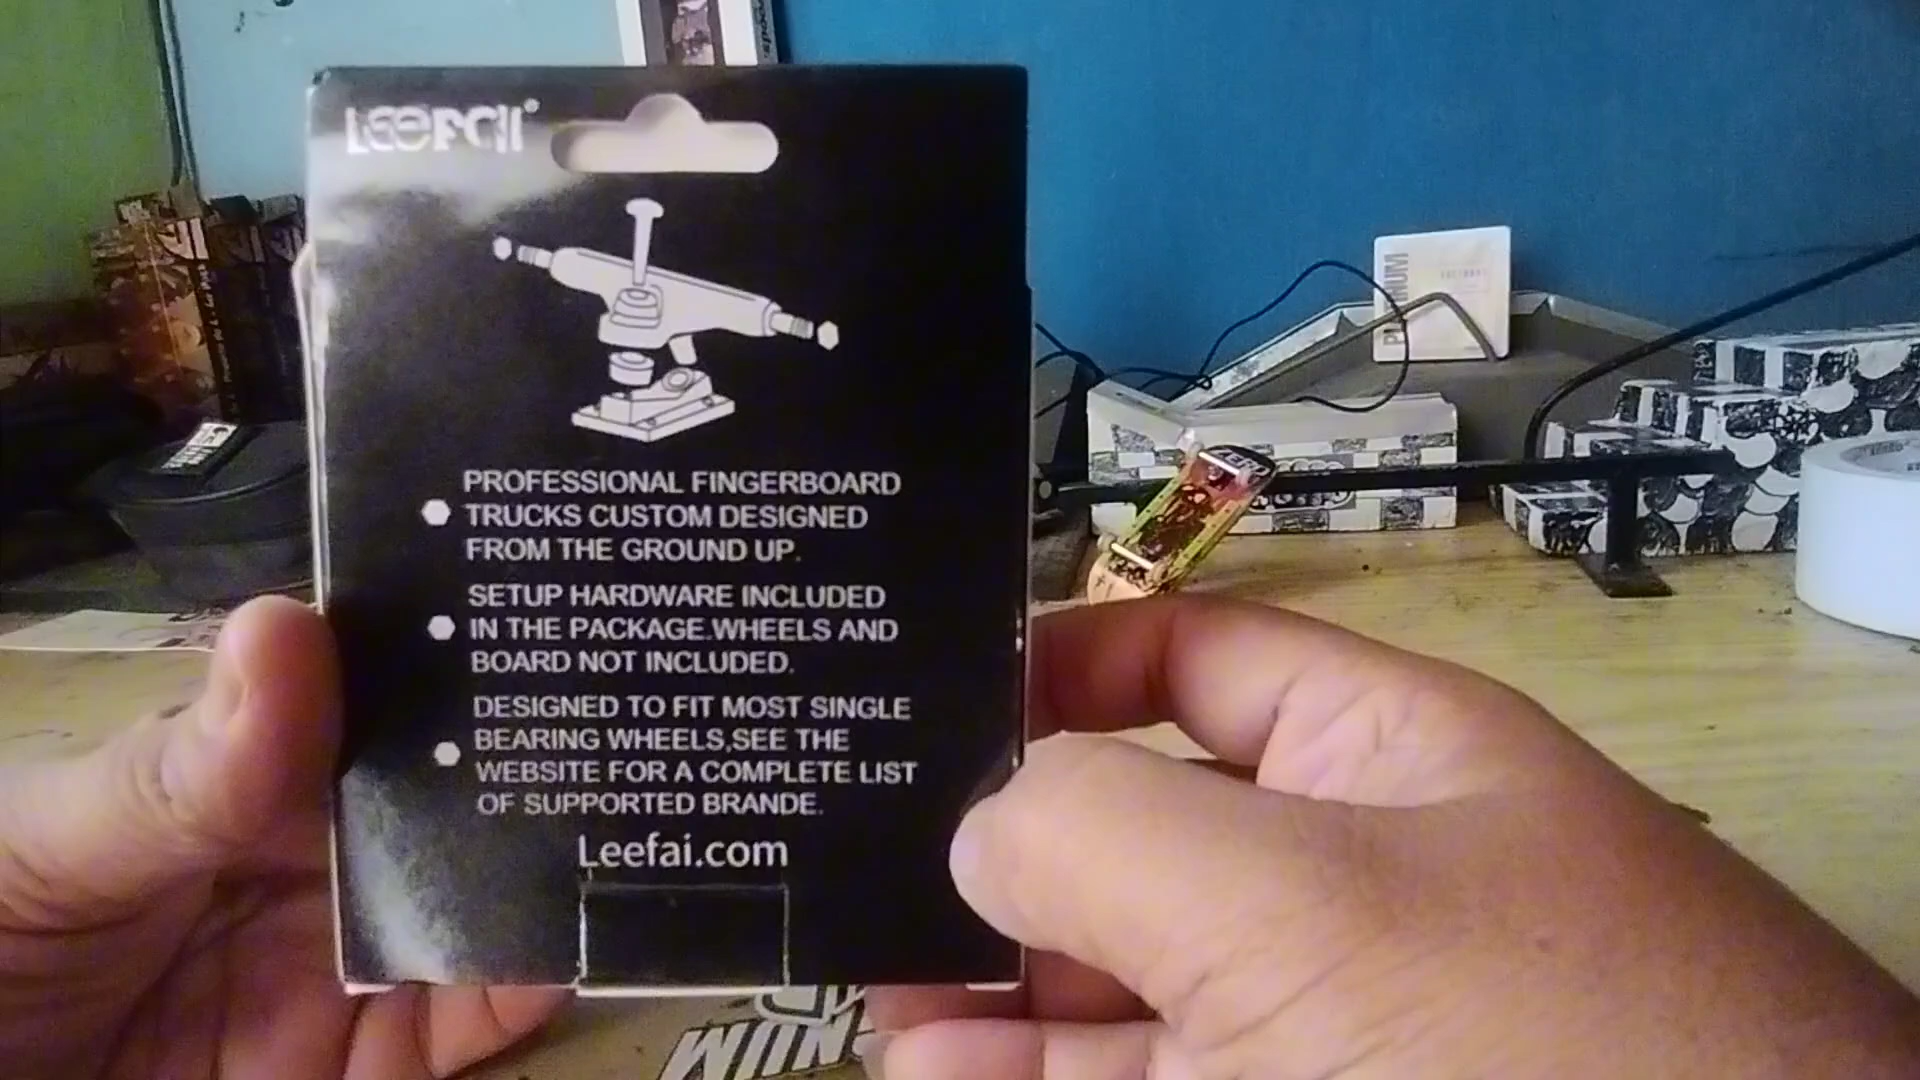 LeeFai
PROFESSIONAL FINGERBOARD
TRUCKS CUSTOM DESIGNED
FROM THE GROUND UP.
SETUP HARDWARE INCLUDED
IN THE PACKAGE.WHEELS AND
BOARD NOT INCLUDED.
DESIGNED TO FIT MOST SINGLE
BEARING WHEELS,SEE THE
WEBSITE FOR A COMPLETE LIST
OF SUPPORTED BRANDE.
Leefai.com
ZERO